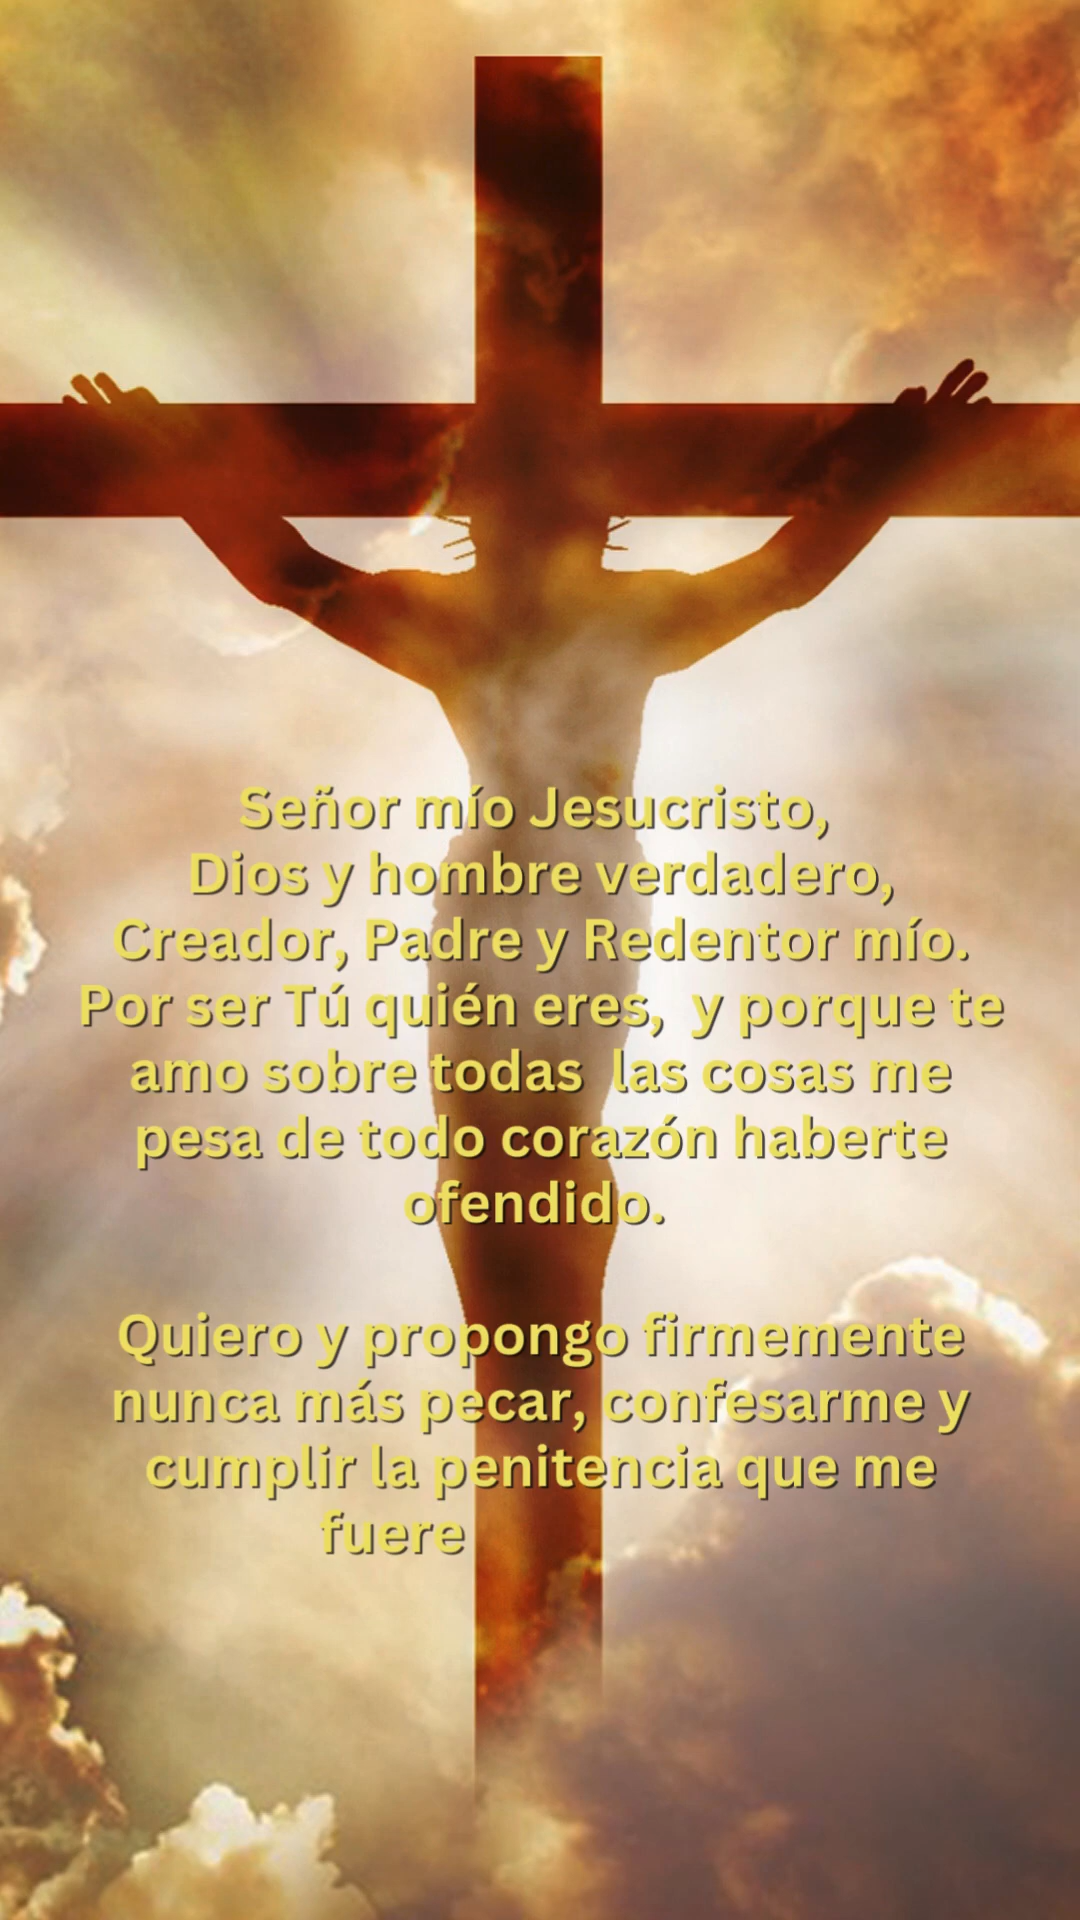 Señor mío Jesucristo,
Dios y hombre verdadero,
Creador, Padre y Redentor mío.
Por ser Tú quién eres, y porque te
amo sobre todas las cosas me
pesa de todo corazón haberte
ofendido.
Quiero y propongo firmemente
nunca más pecar, confesarme y
cumplir la penitencia que me
fuere